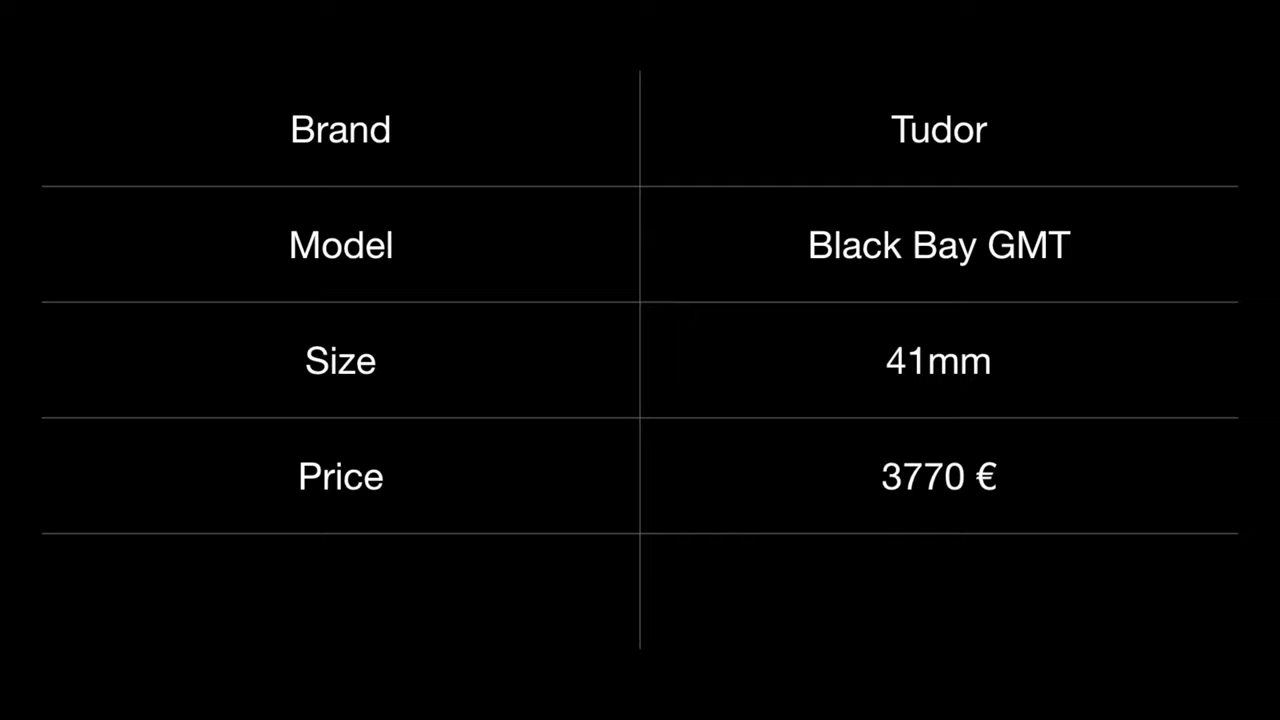 Brand Tudor
Model Black Bay GMT
Size 41mm
Price 3770 €